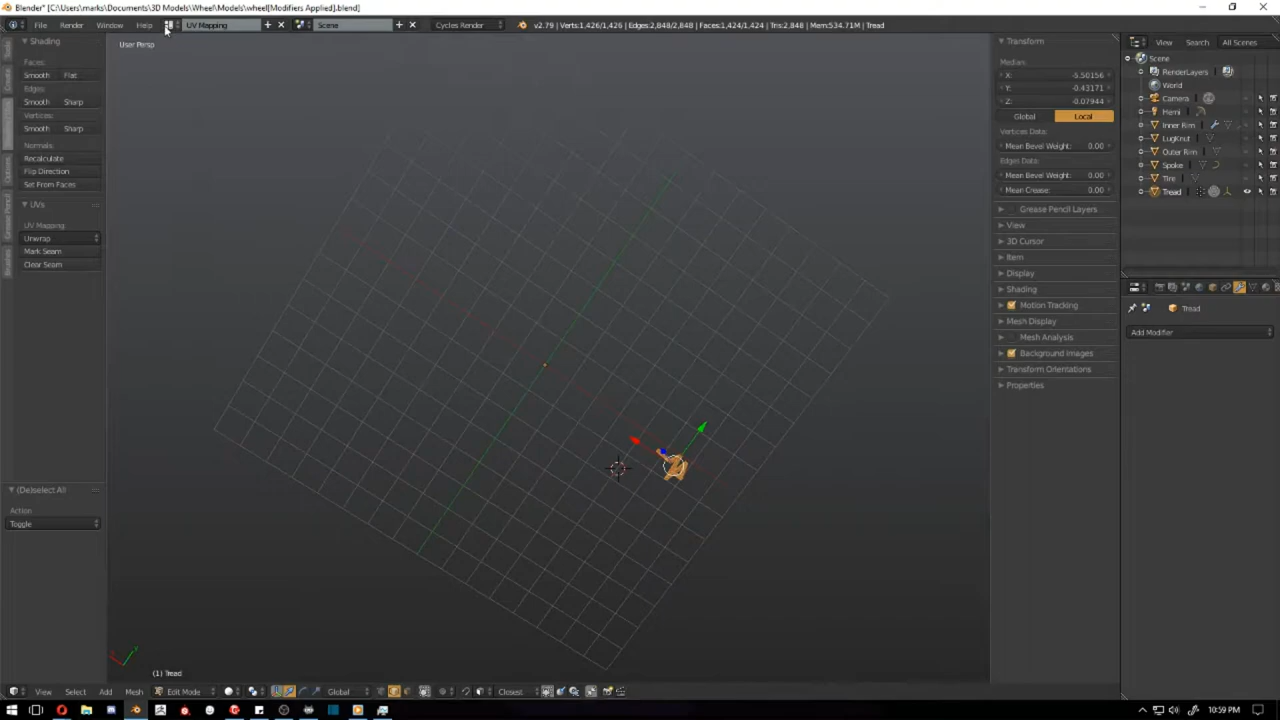 Blender* [C:\Users\marks\Documents\3D Models\Wheel\Models\wheel[Modifiers Applied].blend]
File Render Window Help UV Mapping Scene Cycles Render v2.79 | Verts:1,426/1,426 | Edges:2,848/2,848 | Faces:1,424/1,424 | Tris:2,848 | Mem:534.71M | Tread
View Search All Scenes
Shading
Faces:
Smooth Flat
Edges:
Smooth Sharp
Vertices:
Smooth Sharp
Normals:
Recalculate
Flip Direction
Set From Faces
UVs
UV Mapping:
Unwrap
Mark Seam
Clear Seam
Tools
Create
Options
Grease Pencil
(De)select All
Action
Toggle
User Persp
(1) Tread
Transform
Median:
X: -5.50156
Y: -0.43171
Z: -0.07944
Global Local
Vertices Data:
Mean Bevel Weight: 0.00
Edges Data:
Mean Bevel Weight: 0.00
Mean Crease: 0.00
Grease Pencil Layers
View
3D Cursor
Item
Display
Shading
Motion Tracking
Mesh Display
Mesh Analysis
Background Images
Transform Orientations
Properties
Scene
RenderLayers
World
Camera
Hemi
Inner Rim
LugKnut
Outer Rim
Spoke
Tire
Tread
Tread
Add Modifier
View Select Add Mesh Edit Mode Global Closest
10:59 PM